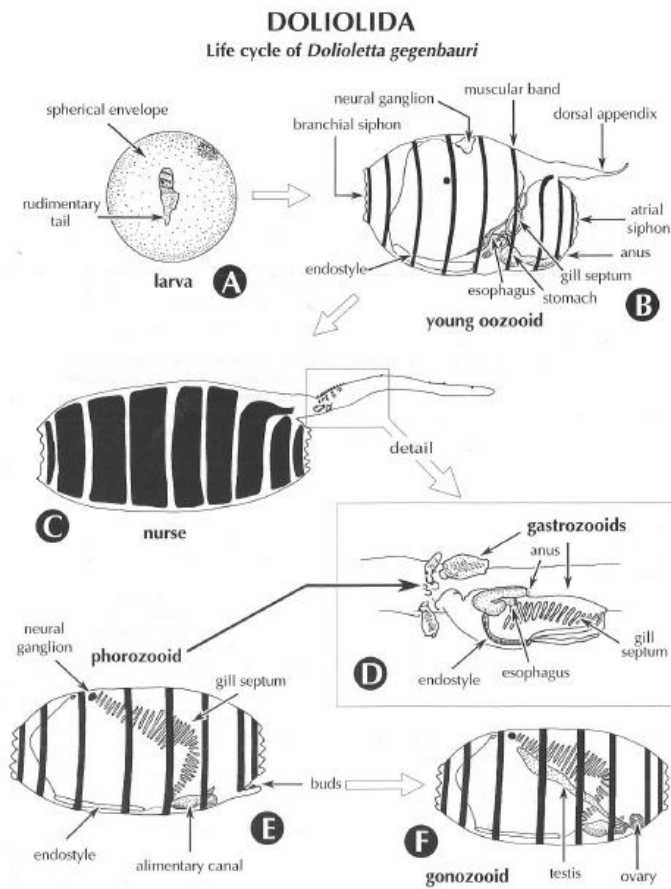 DOLIOLIDA
Life cycle of Dolioletta gegenbauri
spherical envelope
rudimentary
tail
larva
A
neural ganglion
muscular band
branchial siphon
dorsal appendix
atrial
siphon
anus
endostyle
gill septum
esophagus
stomach
young oozooid
B
C
nurse
detail
gastrozooids
anus
gill
septum
D
endostyle
esophagus
neural
ganglion
phorozooid
gill septum
buds
E
endostyle
alimentary canal
F
testis
ovary
gonozooid